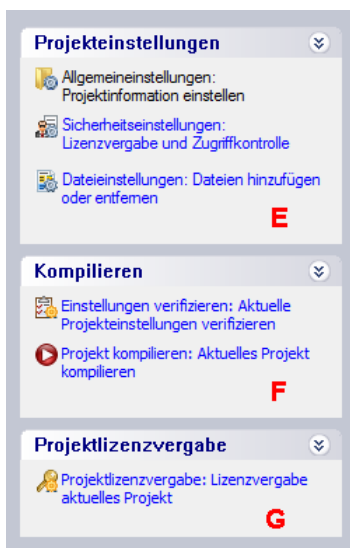 Projekteinstellungen
Allgemeineinstellungen:
Projektinformation einstellen
Sicherheitseinstellungen:
Lizenzvergabe und Zugriffkontrolle
Dateieinstellungen: Dateien hinzufügen
oder entfernen
E
Kompilieren
Einstellungen verifizieren: Aktuelle
Projekteinstellungen verifizieren
Projekt kompilieren: Aktuelles Projekt
kompilieren
F
Projektlizenzvergabe
Projektlizenzvergabe: Lizenzvergabe
aktuelles Projekt
G